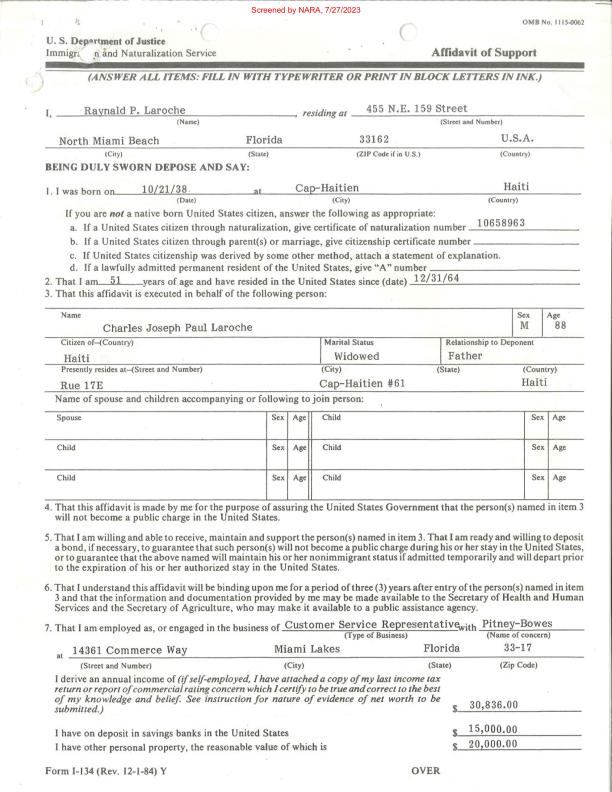 Screened by NARA, 7/27/2023
OMB No. 1115-0062
U. S. Department of Justice
Immigr n and Naturalization Service
Affidavit of Support
(ANSWER ALL ITEMS: FILL IN WITH TYPEWRITER OR PRINT IN BLOCK LETTERS IN INK.)
I, Raynald P. Laroche, residing at 455 N.E. 159 Street
(Name) (Street and Number)
North Miami Beach Florida 33162 U.S.A.
(City) (State) (ZIP Code if in U.S.) (Country)
BEING DULY SWORN DEPOSE AND SAY:
1. I was born on 10/21/38. at Cap-Haitien Haiti
(Date) (City) (Country)
If you are not a native born United States citizen, answer the following as appropriate:
a. If a United States citizen through naturalization, give certificate of naturalization number 10658963
b. If a United States citizen through parent(s) or marriage, give citizenship certificate number
c. If United States citizenship was derived by some other method, attach a statement of explanation.
d. If a lawfully admitted permanent resident of the United States, give "A" number
2. That I am 51 years of age and have resided in the United States since (date) 12/31/64
3. That this affidavit is executed in behalf of the following person:
Name Sex Age
Charles Joseph Paul Laroche M 88
Citizen of--(Country) Marital Status Relationship to Deponent
Haiti Widowed Father
Presently resides at--(Street and Number) (City) (State) (Country)
Rue 17E Cap-Haitien #61 Haiti
Name of spouse and children accompanying or following to join person:
Spouse Sex Age Child Sex Age
Child Sex Age Child Sex Age
Child Sex Age Child Sex Age
4. That this affidavit is made by me for the purpose of assuring the United States Government that the person(s) named in item 3
will not become a public charge in the United States.
5. That I am willing and able to receive, maintain and support the person(s) named in item 3. That I am ready and willing to deposit
a bond, if necessary, to guarantee that such person(s) will not become a public charge during his or her stay in the United States,
or to guarantee that the above named will maintain his or her nonimmigrant status if admitted temporarily and will depart prior
to the expiration of his or her authorized stay in the United States.
6. That I understand this affidavit will be binding upon me for a period of three (3) years after entry of the person(s) named in item
3 and that the information and documentation provided by me may be made available to the Secretary of Health and Human
Services and the Secretary of Agriculture, who may make it available to a public assistance agency.
7. That I am employed as, or engaged in the business of Customer Service Representative with Pitney-Bowes
(Type of Business) (Name of concern)
at 14361 Commerce Way Miami Lakes Florida 33-17
(Street and Number) (City) (State) (Zip Code)
I derive an annual income of (if self-employed, I have attached a copy of my last income tax
return or report of commercial rating concern which I certify to be true and correct to the best
of my knowledge and belief. See instruction for nature of evidence of net worth to be
submitted.) $ 30,836.00
I have on deposit in savings banks in the United States $ 15,000.00
I have other personal property, the reasonable value of which is $ 20,000.00
Form I-134 (Rev. 12-1-84) Y OVER